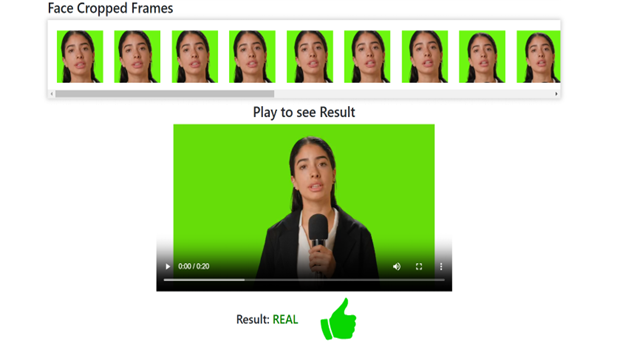 Face Cropped Frames
Play to see Result
0:00 / 0:20
Result: REAL